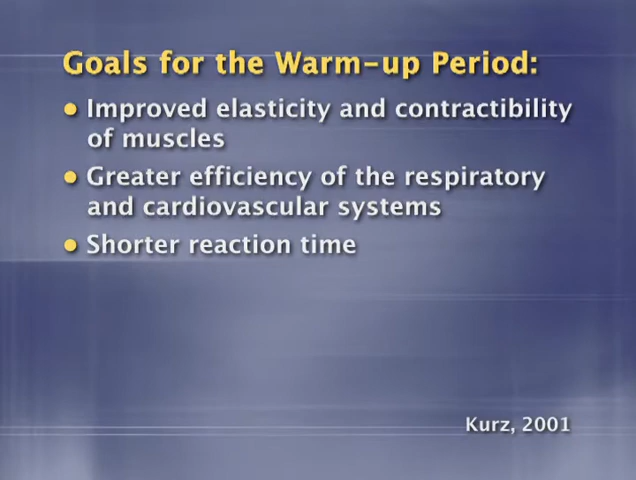 Goals for the Warm-up Period:
• Improved elasticity and contractibility
of muscles
• Greater efficiency of the respiratory
and cardiovascular systems
• Shorter reaction time
Kurz, 2001